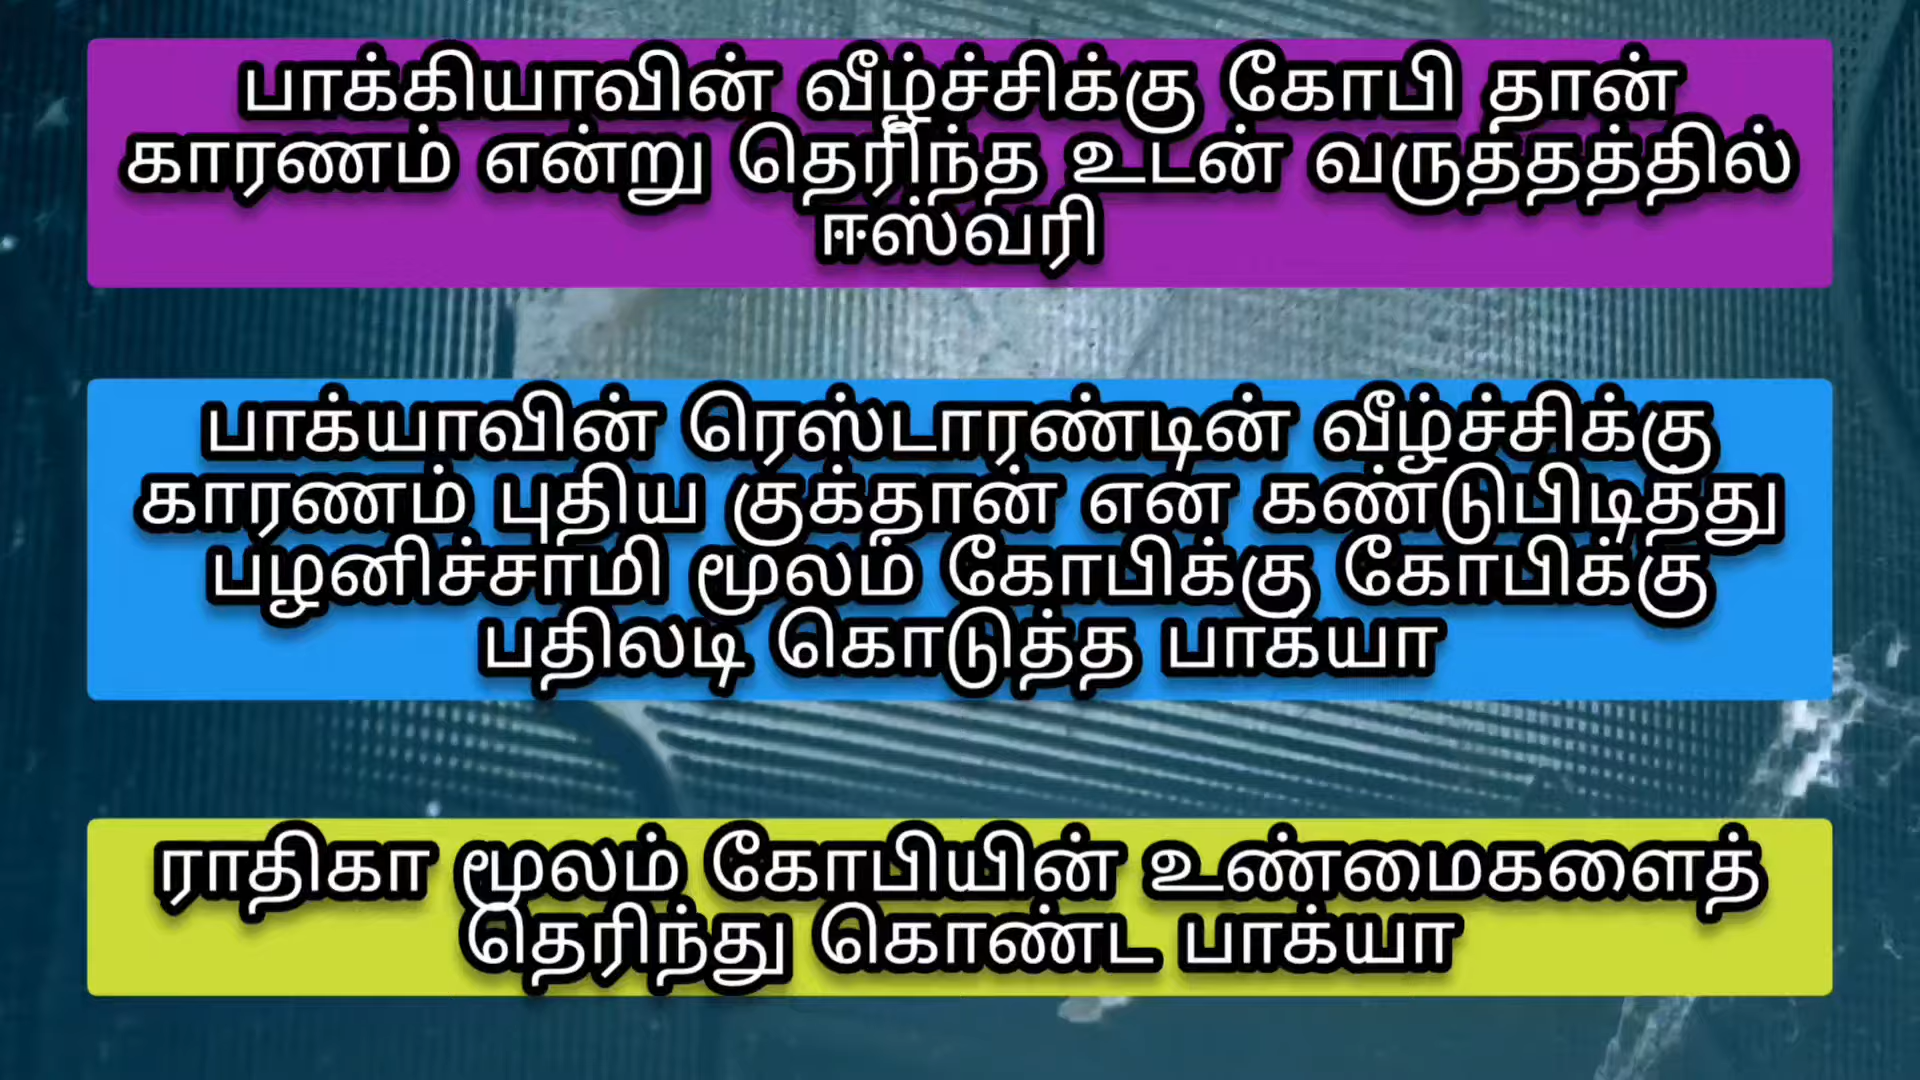 பாக்கியாவின் வீழ்ச்சிக்கு கோபி தான்
காரணம் என்று தெரிந்த உடன் வருத்தத்தில்
ஈஸ்வரி
பாக்யாவின் ரெஸ்டாரண்டின் வீழ்ச்சிக்கு
காரணம் புதிய குக்தான் என கண்டுபிடித்து
பழனிச்சாமி மூலம் கோபிக்கு கோபிக்கு
பதிலடி கொடுத்த பாக்யா
ராதிகா மூலம் கோபியின் உண்மைகளைத்
தெரிந்து கொண்ட பாக்யா